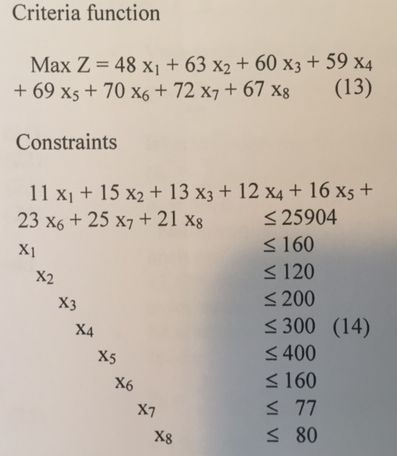 Criteria function
Max Z = 48 x₁ + 63 x₂ + 60 x₃ + 59 x₄
+ 69 x₅ + 70 x₆ + 72 x₇ + 67 x₈ (13)
Constraints
11 x₁ + 15 x₂ + 13 x₃ + 12 x₄ + 16 x₅ +
23 x₆ + 25 x₇ + 21 x₈ ≤ 25904
x₁ ≤ 160
x₂ ≤ 120
x₃ ≤ 200
x₄ ≤ 300 (14)
x₅ ≤ 400
x₆ ≤ 160
x₇ ≤ 77
x₈ ≤ 80